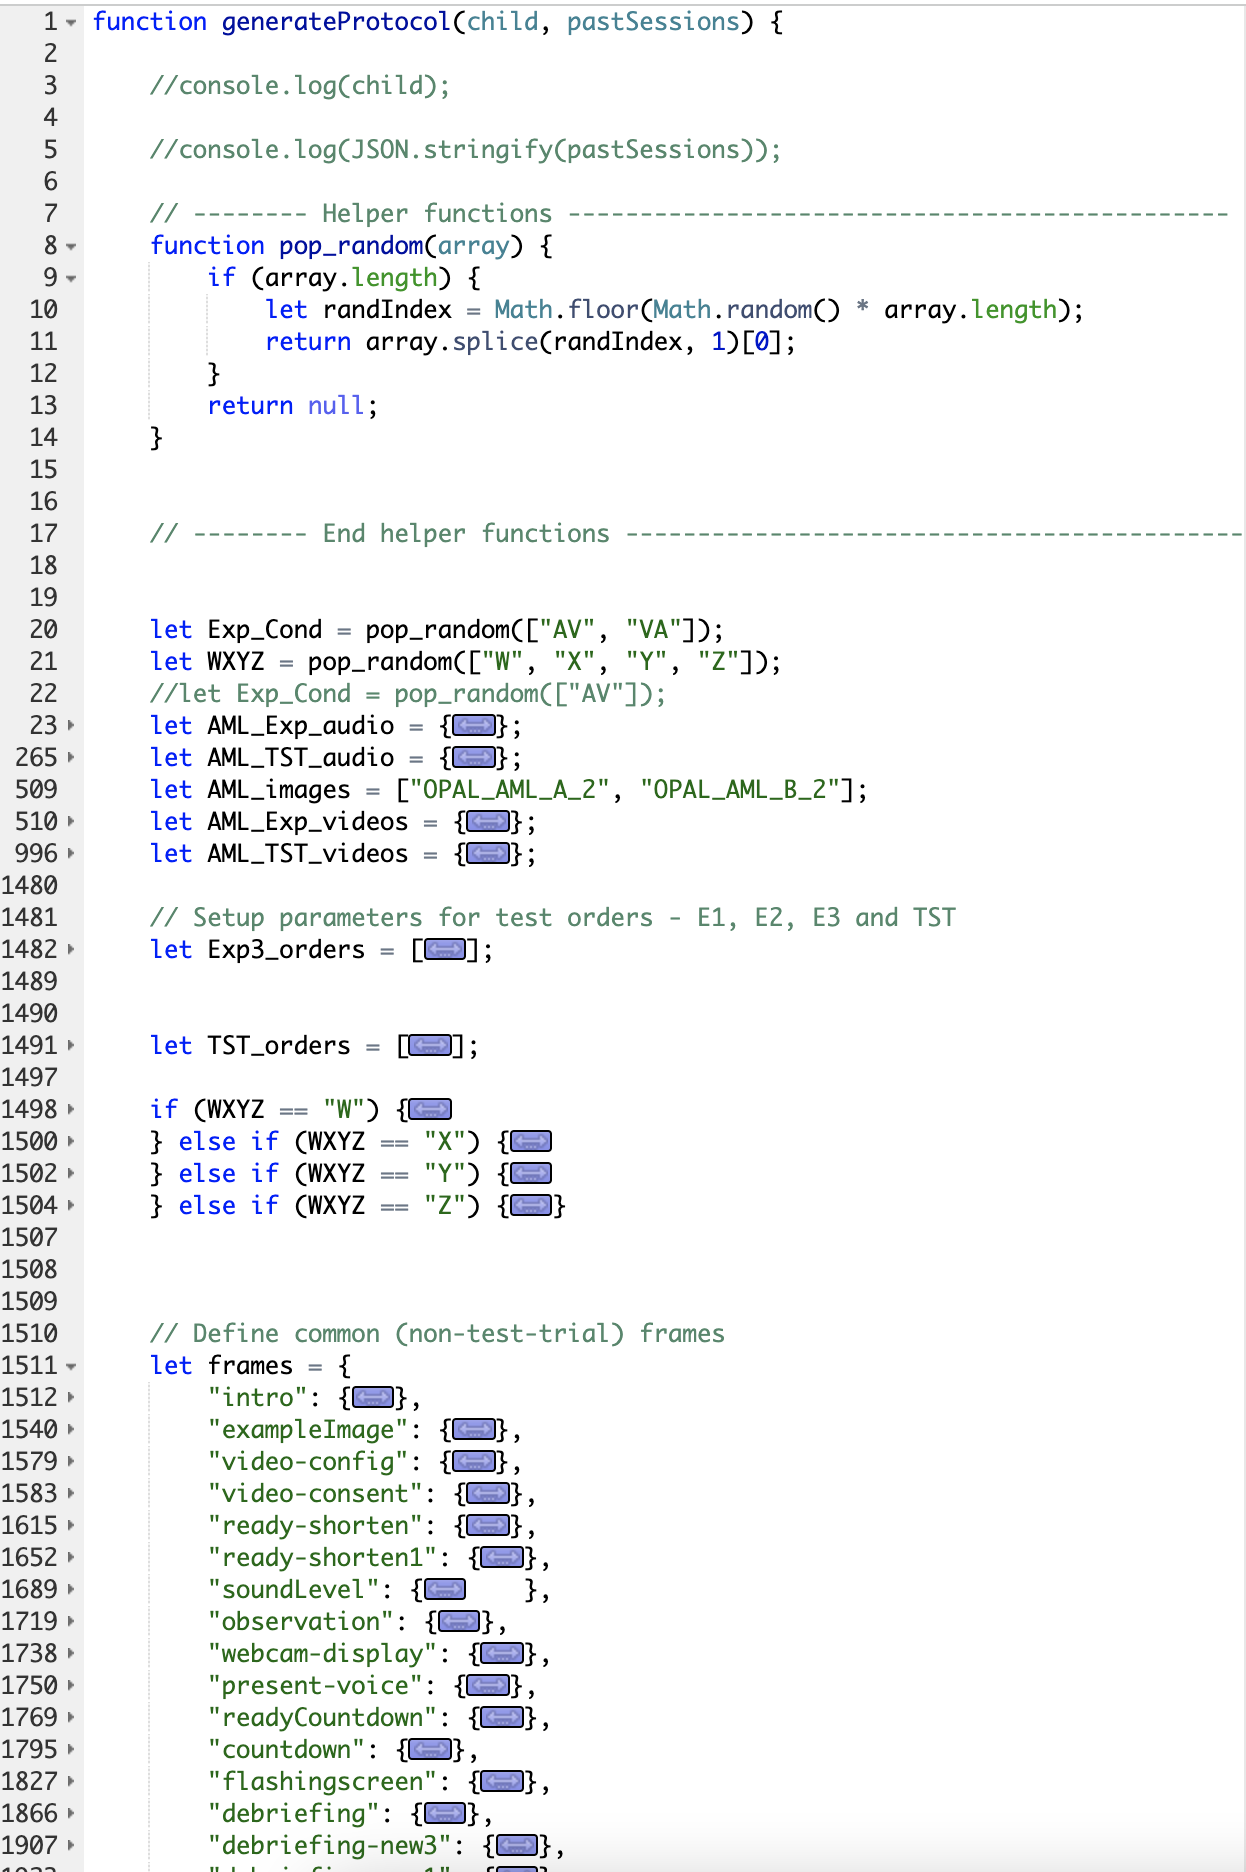 1 function generateProtocol(child, pastSessions) {
2
3 //console.log(child);
4
5 //console.log(JSON.stringify(pastSessions));
6
7 // -------- Helper functions ----------------------------------------------
8 function pop_random(array) {
9 if (array.length) {
10 let randIndex = Math.floor(Math.random() * array.length);
11 return array.splice(randIndex, 1)[0];
12 }
13 return null;
14 }
15
16
17 // -------- End helper functions -------------------------------------------
18
19
20 let Exp_Cond = pop_random(["AV", "VA"]);
21 let WXYZ = pop_random(["W", "X", "Y", "Z"]);
22 //let Exp_Cond = pop_random(["AV"]);
23 let AML_Exp_audio = {};
265 let AML_TST_audio = {};
509 let AML_images = ["OPAL_AML_A_2", "OPAL_AML_B_2"];
510 let AML_Exp_videos = {};
996 let AML_TST_videos = {};
1480
1481 // Setup parameters for test orders - E1, E2, E3 and TST
1482 let Exp3_orders = [];
1489
1490
1491 let TST_orders = [];
1497
1498 if (WXYZ == "W") {
1500 } else if (WXYZ == "X") {
1502 } else if (WXYZ == "Y") {
1504 } else if (WXYZ == "Z") {}
1507
1508
1509
1510 // Define common (non-test-trial) frames
1511 let frames = {
1512 "intro": {},
1540 "exampleImage": {},
1579 "video-config": {},
1583 "video-consent": {},
1615 "ready-shorten": {},
1652 "ready-shorten1": {},
1689 "soundLevel": { },
1719 "observation": {},
1738 "webcam-display": {},
1750 "present-voice": {},
1769 "readyCountdown": {},
1795 "countdown": {},
1827 "flashingscreen": {},
1866 "debriefing": {},
1907 "debriefing-new3": {},